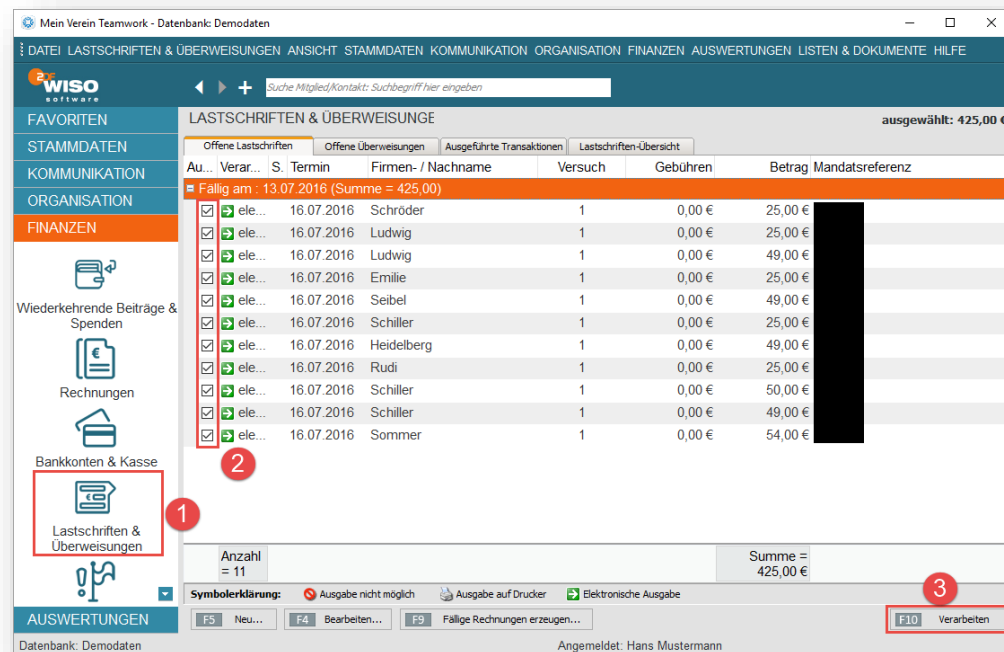 Mein Verein Teamwork - Datenbank: Demodaten
DATEI LASTSCHRIFTEN & ÜBERWEISUNGEN ANSICHT STAMMDATEN KOMMUNIKATION ORGANISATION FINANZEN AUSWERTUNGEN LISTEN & DOKUMENTE HILFE
ZDF WISO software
Suche Mitglied/Kontakt: Suchbegriff hier eingeben
FAVORITEN
STAMMDATEN
KOMMUNIKATION
ORGANISATION
FINANZEN
Wiederkehrende Beiträge &
Spenden
Rechnungen
Bankkonten & Kasse
Lastschriften &
Überweisungen
1
AUSWERTUNGEN
LASTSCHRIFTEN & ÜBERWEISUNGE
ausgewählt: 425,00 €
Offene Lastschriften Offene Überweisungen Ausgeführte Transaktionen Lastschriften-Übersicht
Au... Verar... S. Termin Firmen- / Nachname Versuch Gebühren Betrag Mandatsreferenz
Fällig am : 13.07.2016 (Summe = 425,00)
ele... 16.07.2016 Schröder 1 0,00 € 25,00 €
ele... 16.07.2016 Ludwig 1 0,00 € 25,00 €
ele... 16.07.2016 Ludwig 1 0,00 € 49,00 €
ele... 16.07.2016 Emilie 1 0,00 € 25,00 €
ele... 16.07.2016 Seibel 1 0,00 € 49,00 €
ele... 16.07.2016 Schiller 1 0,00 € 25,00 €
ele... 16.07.2016 Heidelberg 1 0,00 € 49,00 €
ele... 16.07.2016 Rudi 1 0,00 € 25,00 €
ele... 16.07.2016 Schiller 1 0,00 € 50,00 €
ele... 16.07.2016 Schiller 1 0,00 € 49,00 €
ele... 16.07.2016 Sommer 1 0,00 € 54,00 €
2
Anzahl
= 11
Summe =
425,00 €
Symbolerklärung: Ausgabe nicht möglich Ausgabe auf Drucker Elektronische Ausgabe
3
F5 Neu... F4 Bearbeiten... F9 Fällige Rechnungen erzeugen... F10 Verarbeiten
Datenbank: Demodaten Angemeldet: Hans Mustermann